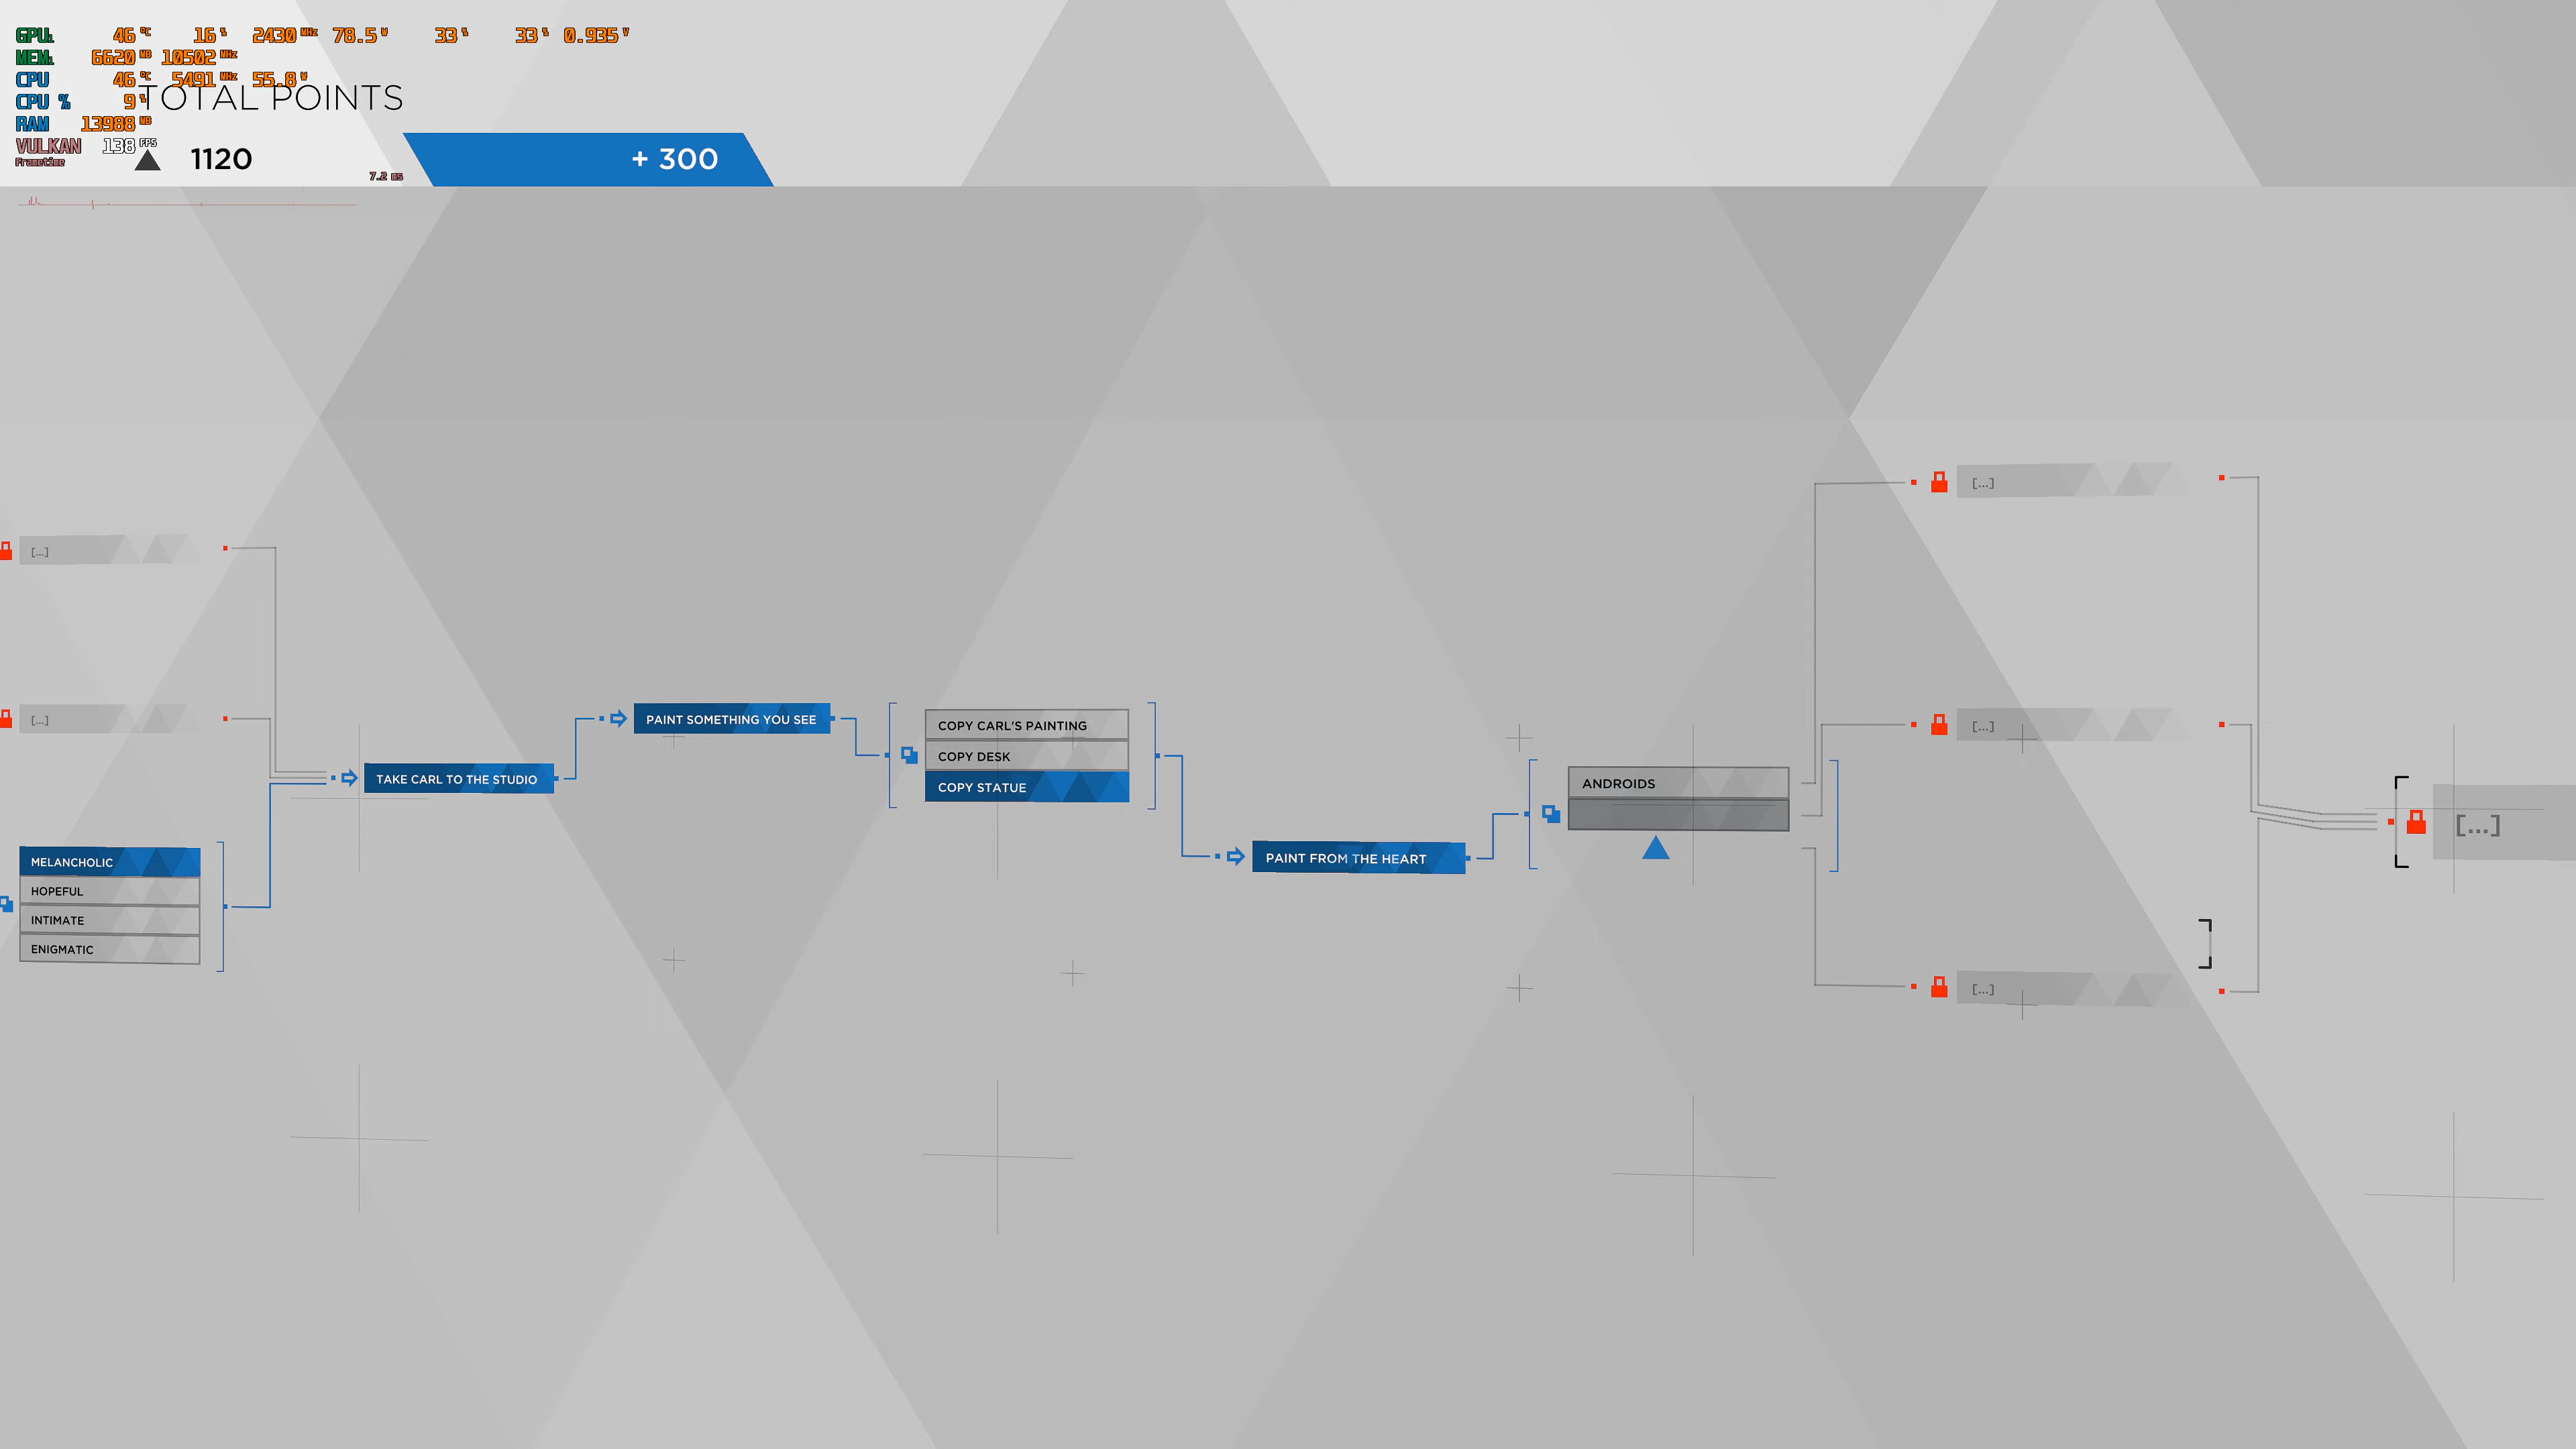 GPU1 46 °C 16 % 2430 MHz 78.5 W 33 % 33 % 0.935 V
MEM1 6620 MB 10502 MHz
CPU 46 °C 5491 MHz 55.8 W
CPU % 9 %
TOTAL POINTS
RAM 13988 MB
VULKAN 138 FPS
Frametime
1120
+ 300
7.2 ms
[...]
[...]
[...]
PAINT SOMETHING YOU SEE
COPY CARL'S PAINTING
[...]
COPY DESK
TAKE CARL TO THE STUDIO
COPY STATUE
ANDROIDS
[...]
PAINT FROM THE HEART
MELANCHOLIC
HOPEFUL
INTIMATE
ENIGMATIC
[...]